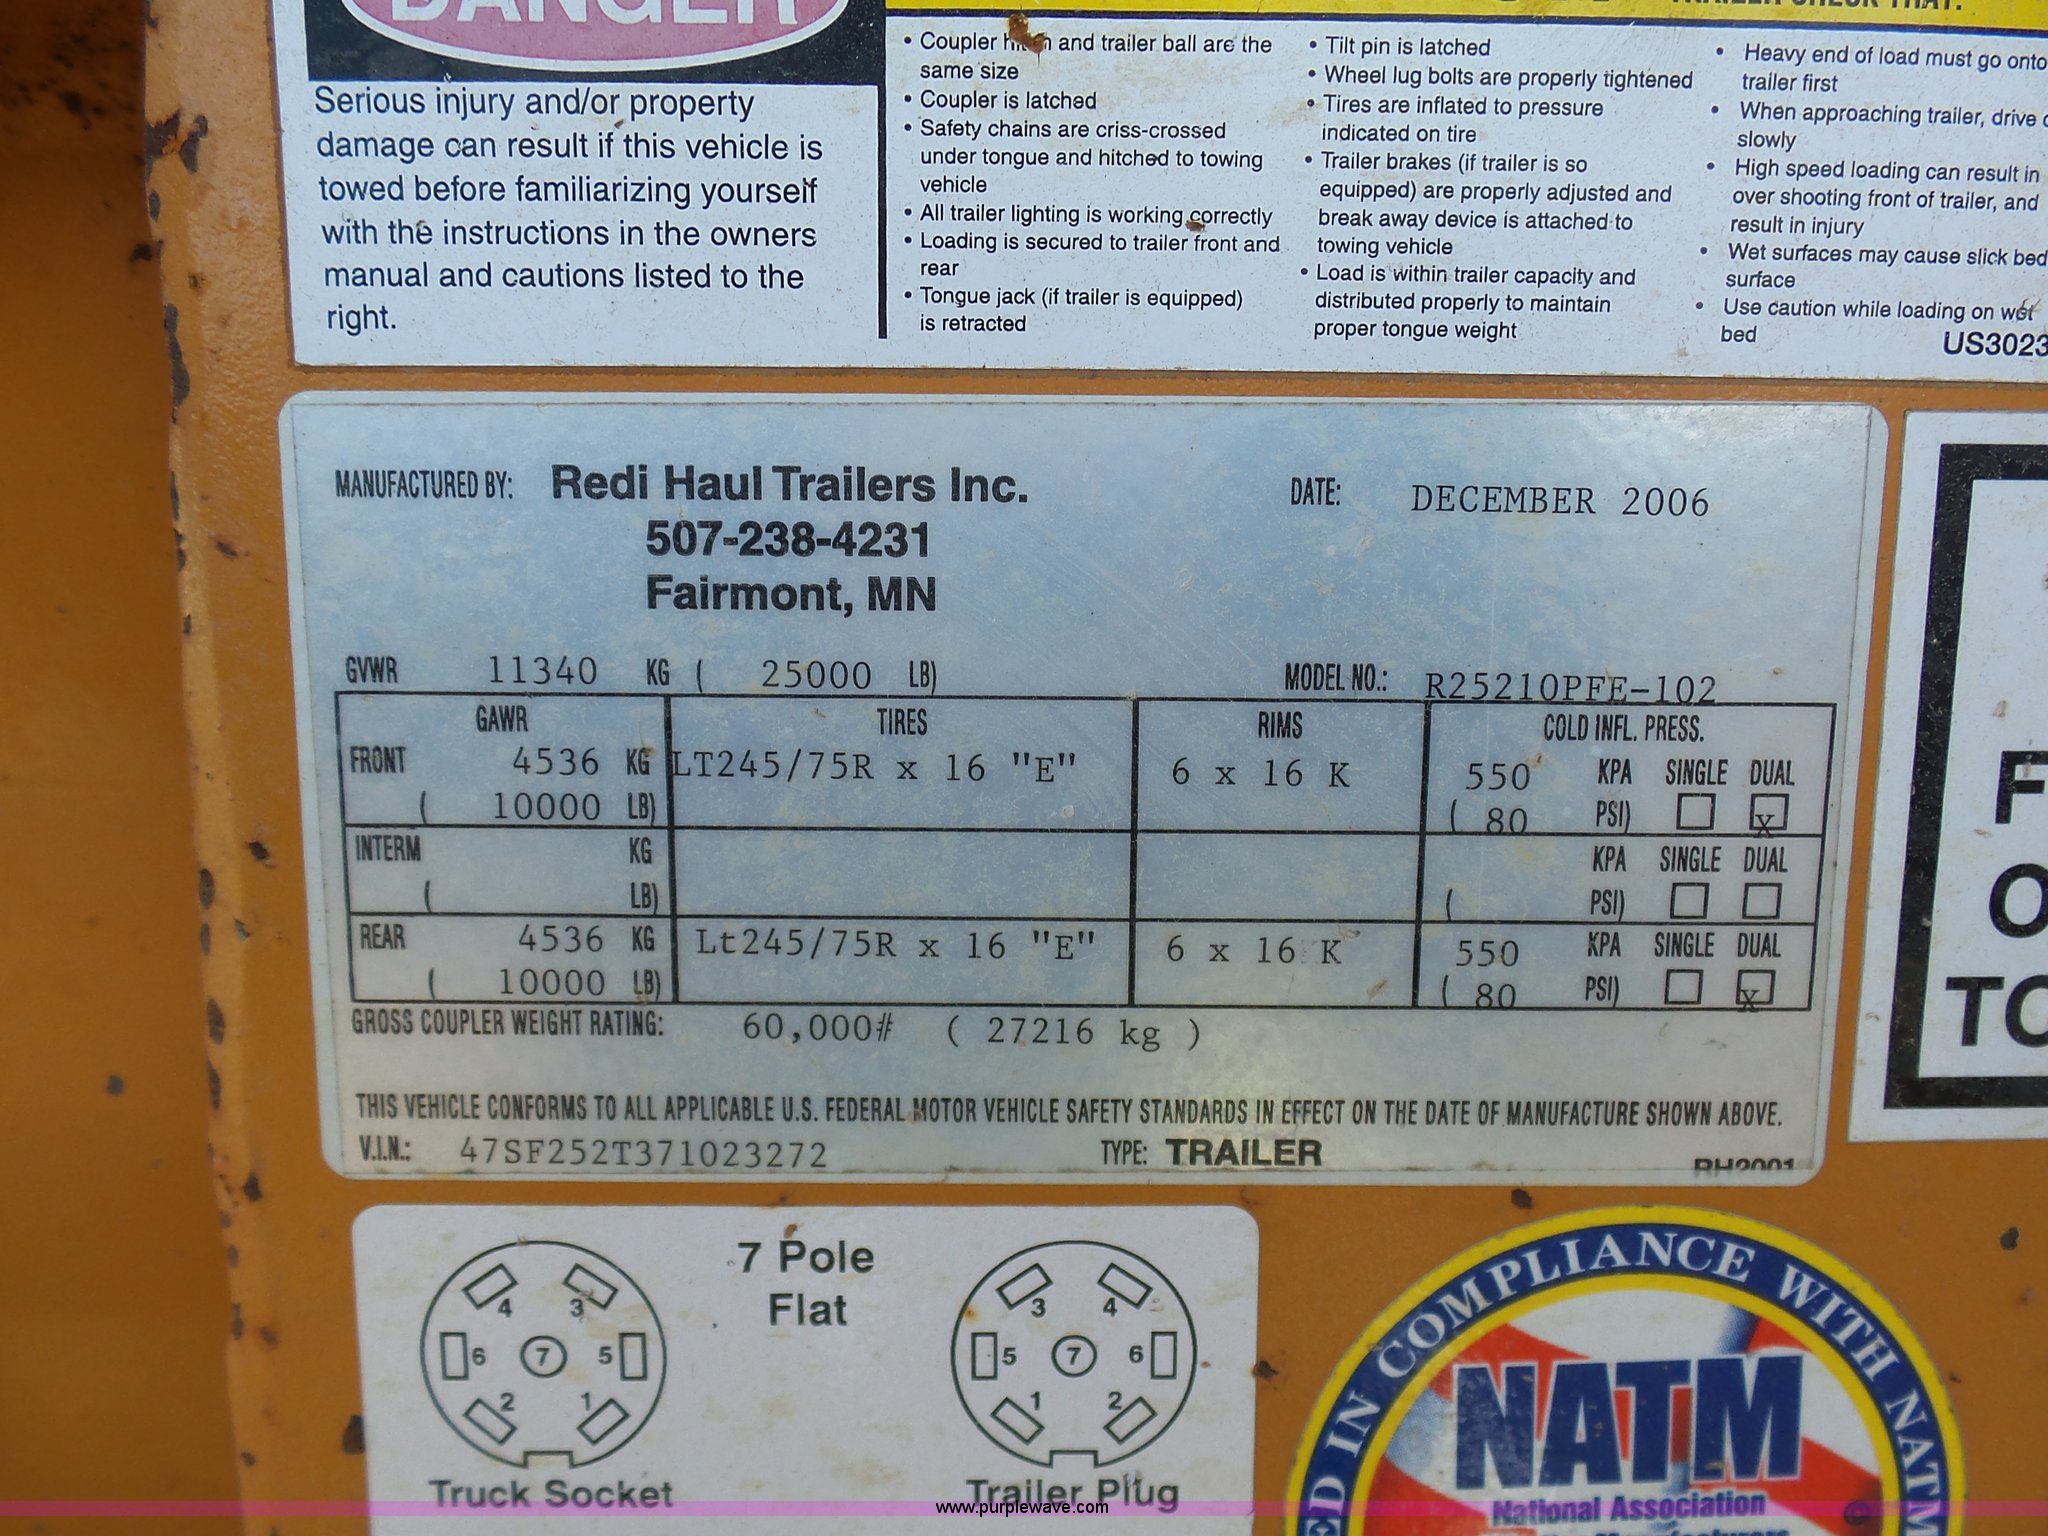 DANGER
TRAILER CHECK THAT:
Serious injury and/or property
damage can result if this vehicle is
towed before familiarizing yourself
with the instructions in the owners
manual and cautions listed to the
right.
• Coupler hitch and trailer ball are the
same size
• Coupler is latched
• Safety chains are criss-crossed
under tongue and hitched to towing
vehicle
• All trailer lighting is working correctly
• Loading is secured to trailer front and
rear
• Tongue jack (if trailer is equipped)
is retracted
• Tilt pin is latched
• Wheel lug bolts are properly tightened
• Tires are inflated to pressure
indicated on tire
• Trailer brakes (if trailer is so
equipped) are properly adjusted and
break away device is attached to
towing vehicle
• Load is within trailer capacity and
distributed properly to maintain
proper tongue weight
• Heavy end of load must go onto
trailer first
• When approaching trailer, drive
slowly
• High speed loading can result in
over shooting front of trailer, and
result in injury
• Wet surfaces may cause slick bed
surface
• Use caution while loading on wet
bed
US3023
MANUFACTURED BY: Redi Haul Trailers Inc. DATE: DECEMBER 2006
507-238-4231
Fairmont, MN
GVWR 11340 KG ( 25000 LB) MODEL NO.: R25210PFE-102
GAWR TIRES RIMS COLD INFL. PRESS.
FRONT 4536 KG LT245/75R x 16 "E" 6 x 16 K 550 KPA SINGLE DUAL
( 10000 LB) ( 80 PSI) x
INTERM KG KPA SINGLE DUAL
( LB) ( PSI)
REAR 4536 KG Lt245/75R x 16 "E" 6 x 16 K 550 KPA SINGLE DUAL
( 10000 LB) ( 80 PSI) x
GROSS COUPLER WEIGHT RATING: 60,000# ( 27216 kg )
THIS VEHICLE CONFORMS TO ALL APPLICABLE U.S. FEDERAL MOTOR VEHICLE SAFETY STANDARDS IN EFFECT ON THE DATE OF MANUFACTURE SHOWN ABOVE.
V.I.N.: 47SF252T371023272 TYPE: TRAILER RH2001
F
O
TO
7 Pole
Flat
4 3
6 7 5
2 1
Truck Socket
3 4
5 7 6
1 2
Trailer Plug
IN COMPLIANCE WITH NATM
NATM
National Association
www.purplewave.com